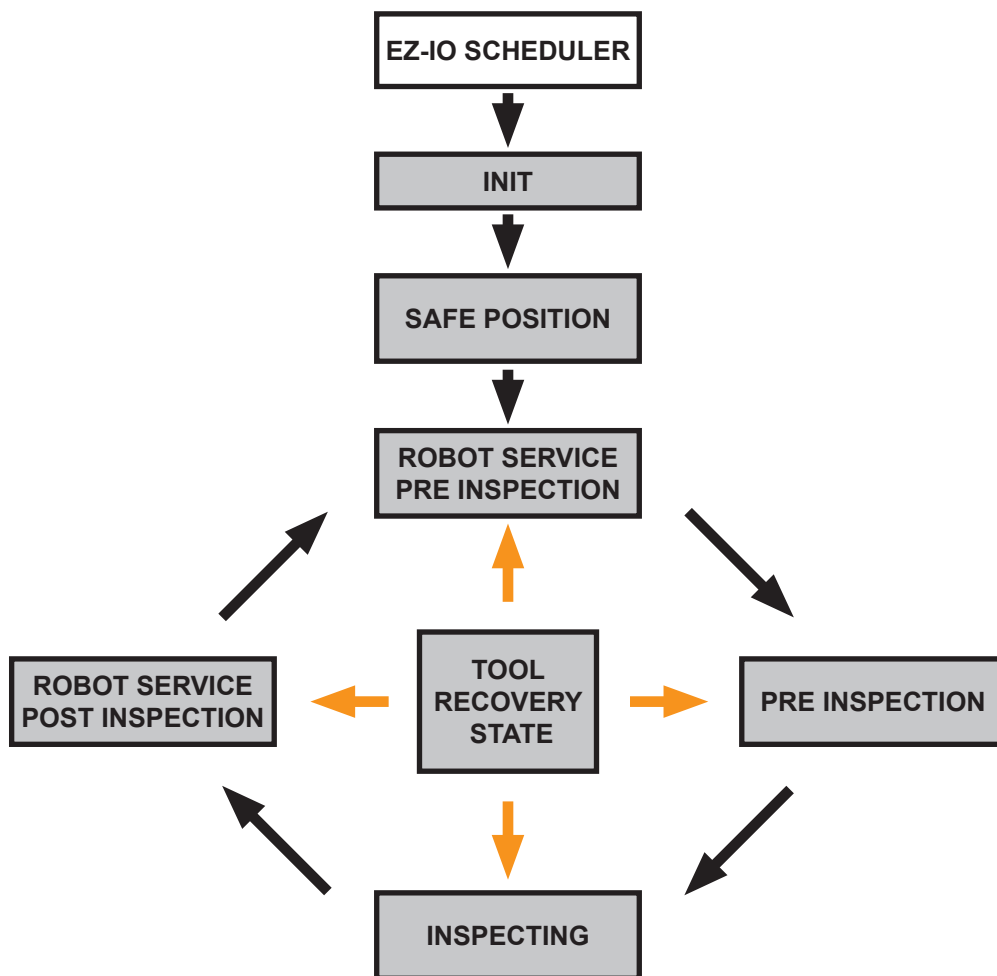 EZ-IO SCHEDULER
INIT
SAFE POSITION
ROBOT SERVICE
PRE INSPECTION
ROBOT SERVICE
POST INSPECTION
TOOL
RECOVERY
STATE
PRE INSPECTION
INSPECTING